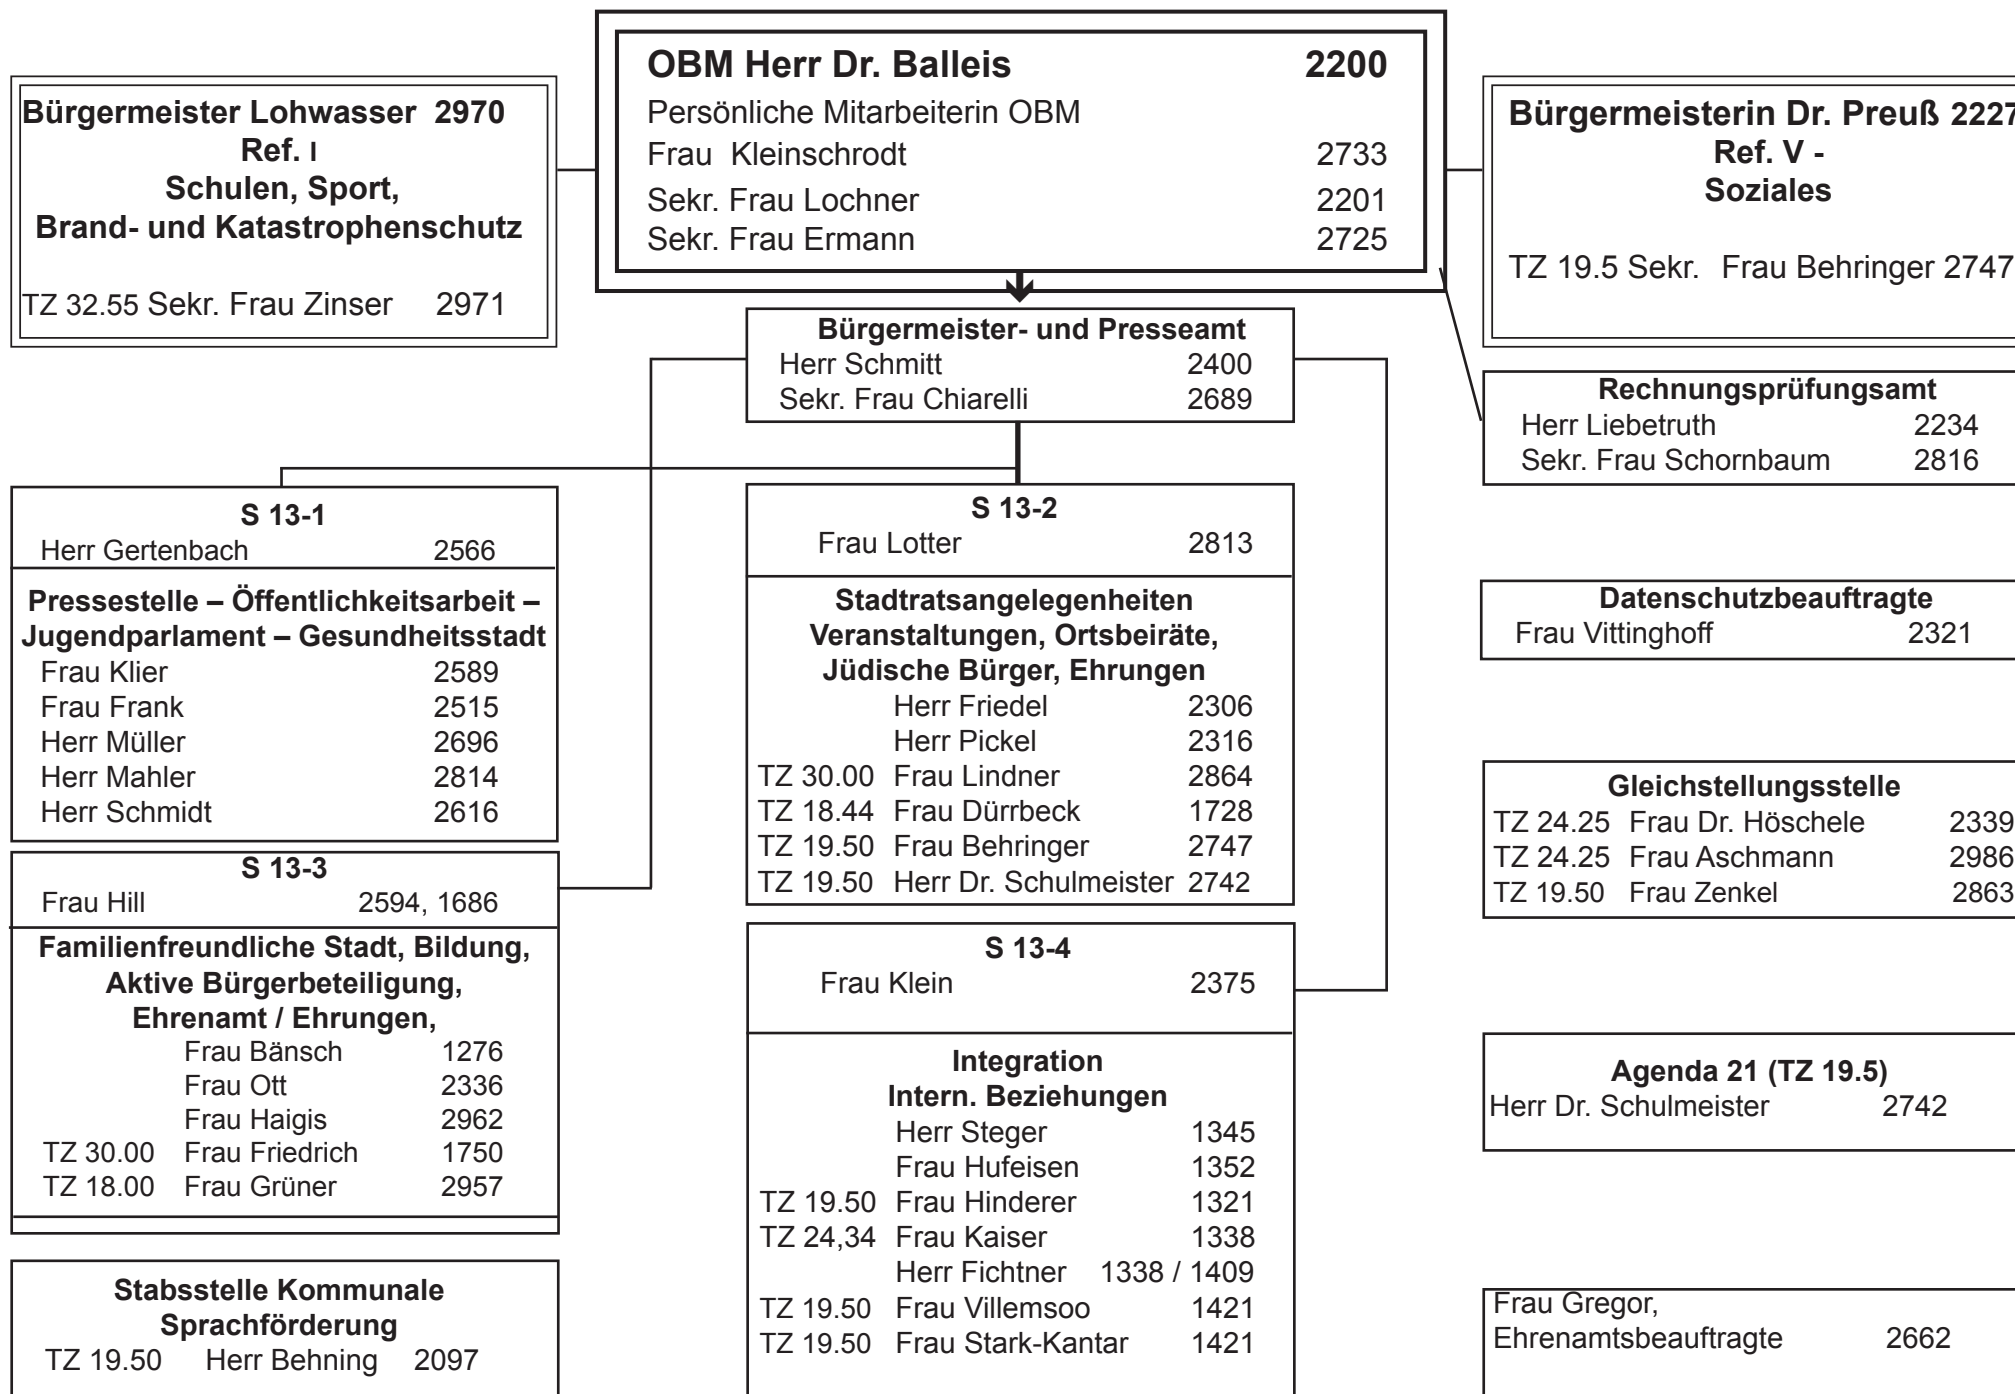 OBM Herr Dr. Balleis 2200
Persönliche Mitarbeiterin OBM
Frau Kleinschrodt 2733
Sekr. Frau Lochner 2201
Sekr. Frau Ermann 2725
Bürgermeister Lohwasser 2970
Ref. I
Schulen, Sport,
Brand- und Katastrophenschutz
TZ 32.55 Sekr. Frau Zinser 2971
Bürgermeisterin Dr. Preuß 2227
Ref. V -
Soziales
TZ 19.5 Sekr. Frau Behringer 2747
Bürgermeister- und Presseamt
Herr Schmitt 2400
Sekr. Frau Chiarelli 2689
Rechnungsprüfungsamt
Herr Liebetruth 2234
Sekr. Frau Schornbaum 2816
S 13-1
Herr Gertenbach 2566
Pressestelle – Öffentlichkeitsarbeit –
Jugendparlament – Gesundheitsstadt
Frau Klier 2589
Frau Frank 2515
Herr Müller 2696
Herr Mahler 2814
Herr Schmidt 2616
S 13-2
Frau Lotter 2813
Stadtratsangelegenheiten
Veranstaltungen, Ortsbeiräte,
Jüdische Bürger, Ehrungen
Herr Friedel 2306
Herr Pickel 2316
TZ 30.00 Frau Lindner 2864
TZ 18.44 Frau Dürrbeck 1728
TZ 19.50 Frau Behringer 2747
TZ 19.50 Herr Dr. Schulmeister 2742
Datenschutzbeauftragte
Frau Vittinghoff 2321
Gleichstellungsstelle
TZ 24.25 Frau Dr. Höschele 2339
TZ 24.25 Frau Aschmann 2986
TZ 19.50 Frau Zenkel 2863
S 13-3
Frau Hill 2594, 1686
Familienfreundliche Stadt, Bildung,
Aktive Bürgerbeteiligung,
Ehrenamt / Ehrungen,
Frau Bänsch 1276
Frau Ott 2336
Frau Haigis 2962
TZ 30.00 Frau Friedrich 1750
TZ 18.00 Frau Grüner 2957
S 13-4
Frau Klein 2375
Integration
Intern. Beziehungen
Herr Steger 1345
Frau Hufeisen 1352
TZ 19.50 Frau Hinderer 1321
TZ 24,34 Frau Kaiser 1338
Herr Fichtner 1338 / 1409
TZ 19.50 Frau Villemsoo 1421
TZ 19.50 Frau Stark-Kantar 1421
Agenda 21 (TZ 19.5)
Herr Dr. Schulmeister 2742
Stabsstelle Kommunale
Sprachförderung
TZ 19.50 Herr Behning 2097
Frau Gregor,
Ehrenamtsbeauftragte 2662